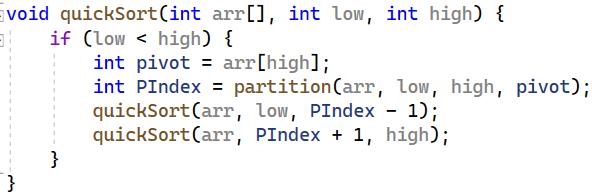 void quickSort(int arr[], int low, int high) {
    if (low < high) {
        int pivot = arr[high];
        int PIndex = partition(arr, low, high, pivot);
        quickSort(arr, low, PIndex - 1);
        quickSort(arr, PIndex + 1, high);
    }
}